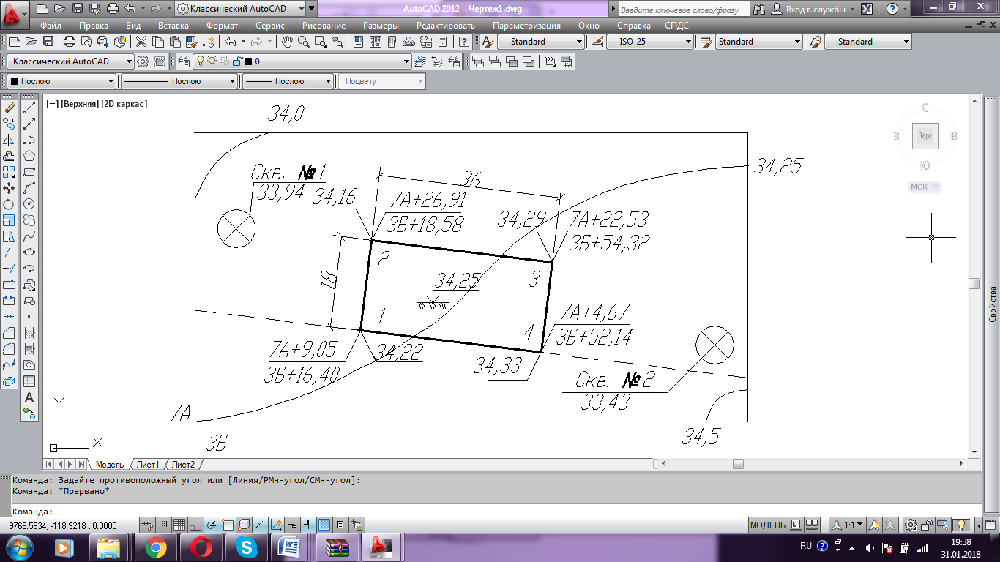 Классический AutoCAD
AutoCAD 2012 Чертеж1.dwg
Введите ключевое слово/фразу
Вход в службы
Файл Правка Вид Вставка Формат Сервис Рисование Размеры Редактировать Параметризация Окно Справка СПДС
Standard ISO-25 Standard Standard
Классический AutoCAD 0
Послою Послою Послою Поцвету
[−] [Верхняя] [2D каркас]
34,0
С
З Верх В
Ю
МСК
34,25
Скв. №1
33,94
34,16
36
7А+26,91
3Б+18,58
34,29
7А+22,53
3Б+54,32
2
3
18
34,25
1
4
7А+4,67
3Б+52,14
7А+9,05
3Б+16,40
34,22
34,33
Скв. №2
33,43
7А
3Б
34,5
Y
X
Модель Лист1 Лист2
Свойства
Команда: Задайте противоположный угол или [Линия/РМн-угол/СМн-угол]:
Команда: *Прервано*
Команда:
9769.5934, -118.9218 , 0.0000
МОДЕЛЬ 1:1
RU 19:38
31.01.2018